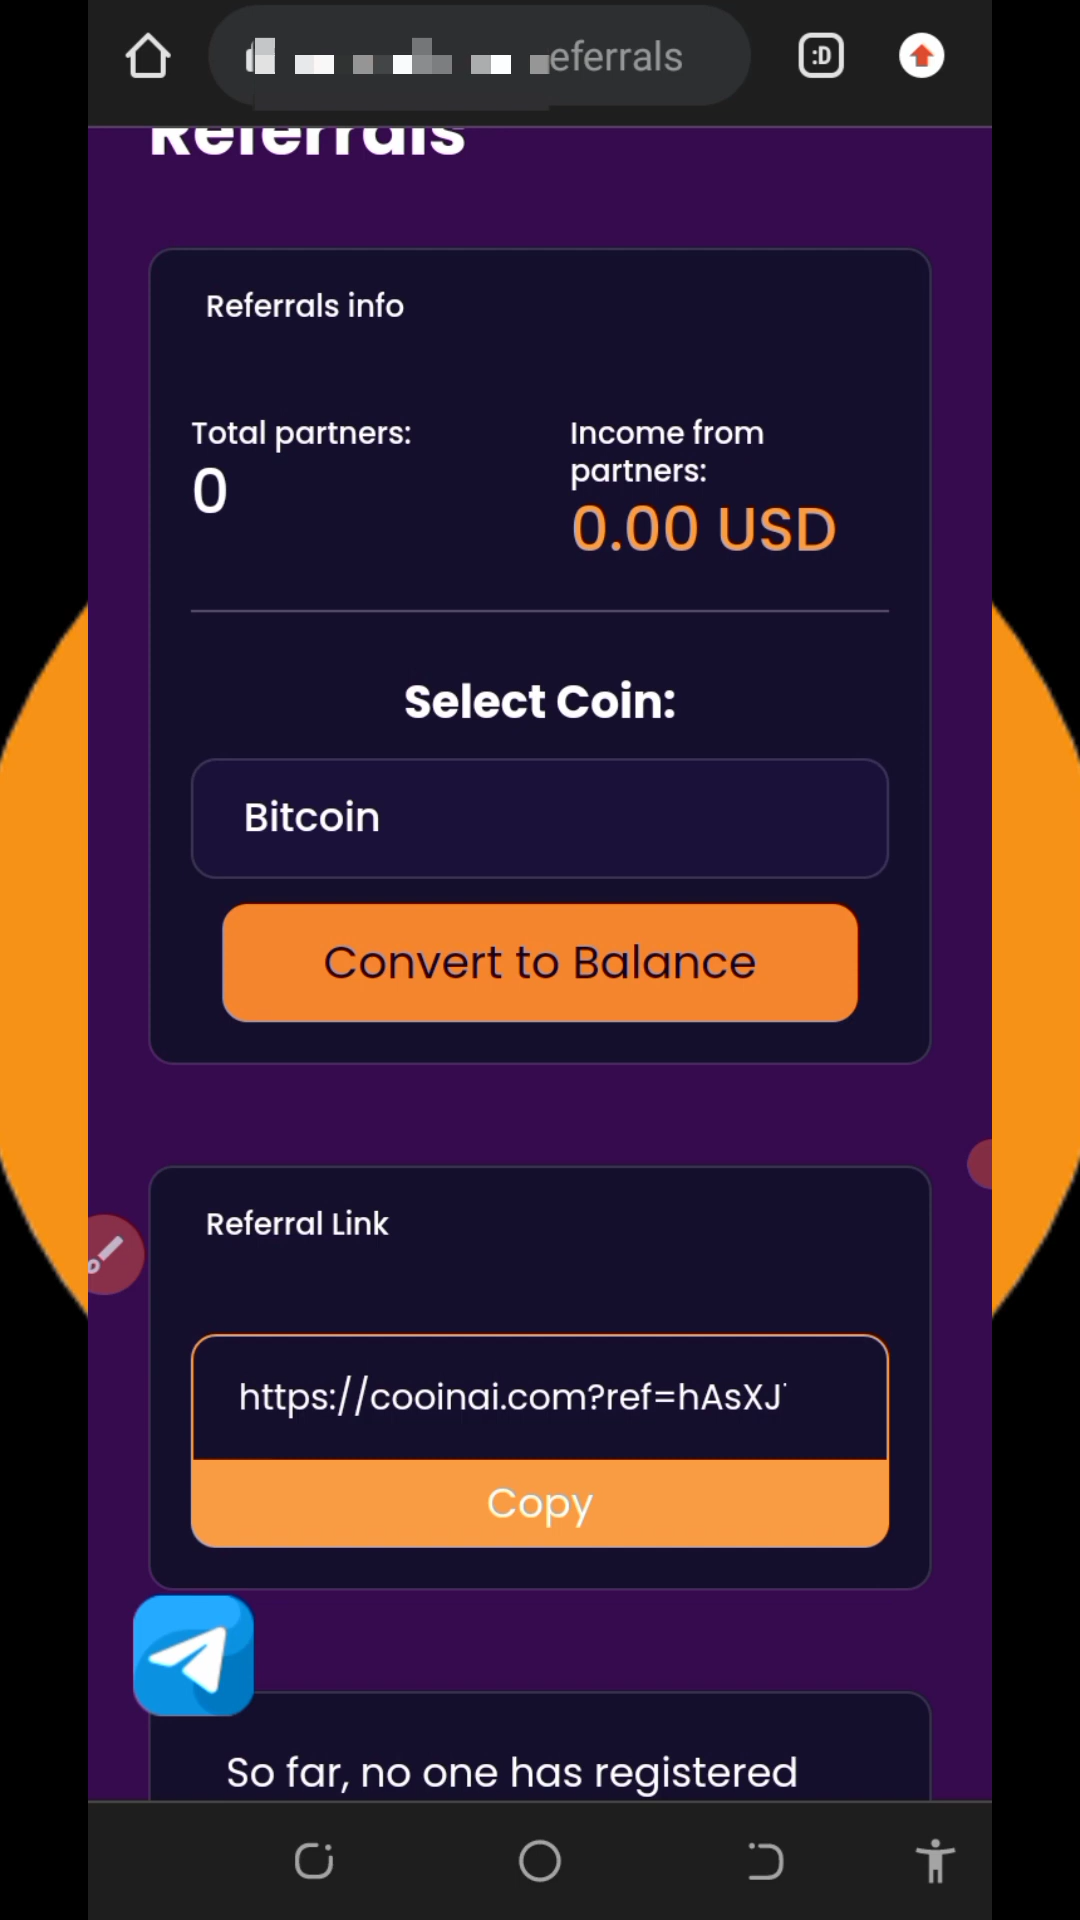 eferrals
:D
Referrals
Referrals info
Total partners:
0
Income from
partners:
0.00 USD
Select Coin:
Bitcoin
Convert to Balance
Referral Link
https://cooinai.com?ref=hAsXJ
Copy
So far, no one has registered